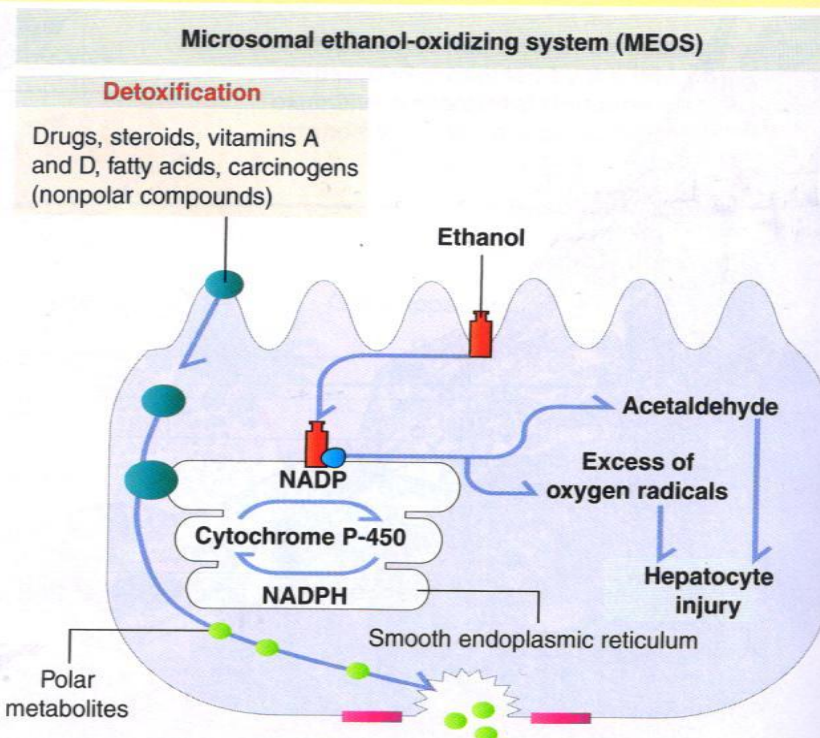 Microsomal ethanol-oxidizing system (MEOS)
Detoxification
Drugs, steroids, vitamins A
and D, fatty acids, carcinogens
(nonpolar compounds)
Ethanol
Acetaldehyde
Excess of
oxygen radicals
NADP
Cytochrome P-450
NADPH
Hepatocyte
injury
Smooth endoplasmic reticulum
Polar
metabolites